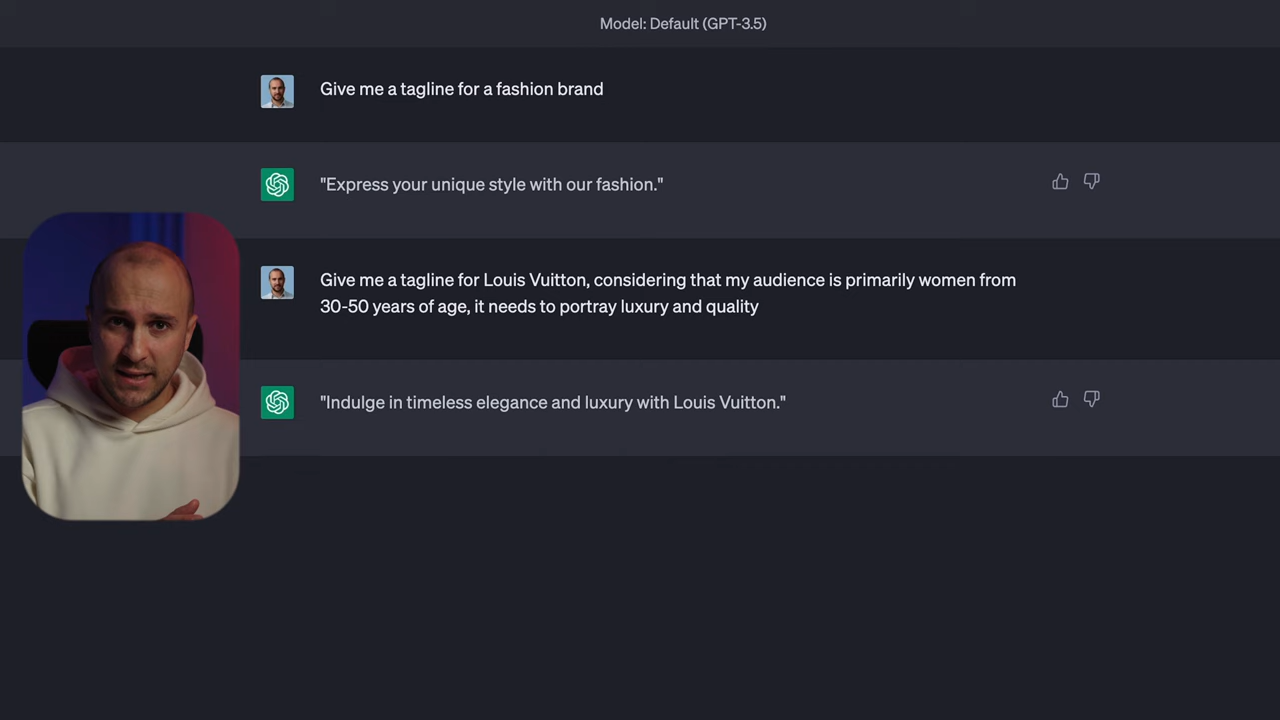 Model: Default (GPT-3.5)
Give me a tagline for a fashion brand
"Express your unique style with our fashion."
Give me a tagline for Louis Vuitton, considering that my audience is primarily women from
30-50 years of age, it needs to portray luxury and quality
"Indulge in timeless elegance and luxury with Louis Vuitton."